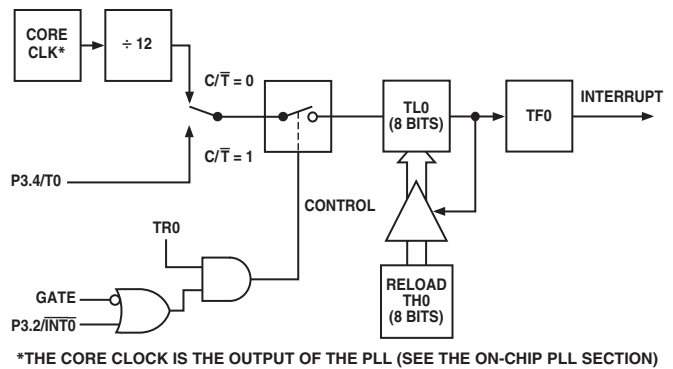 CORE
CLK*
÷ 12
C/T̅ = 0
C/T̅ = 1
P3.4/T0
TL0
(8 BITS)
TF0
INTERRUPT
CONTROL
TR0
GATE
P3.2/I̅N̅T̅0̅
RELOAD
TH0
(8 BITS)
*THE CORE CLOCK IS THE OUTPUT OF THE PLL (SEE THE ON-CHIP PLL SECTION)